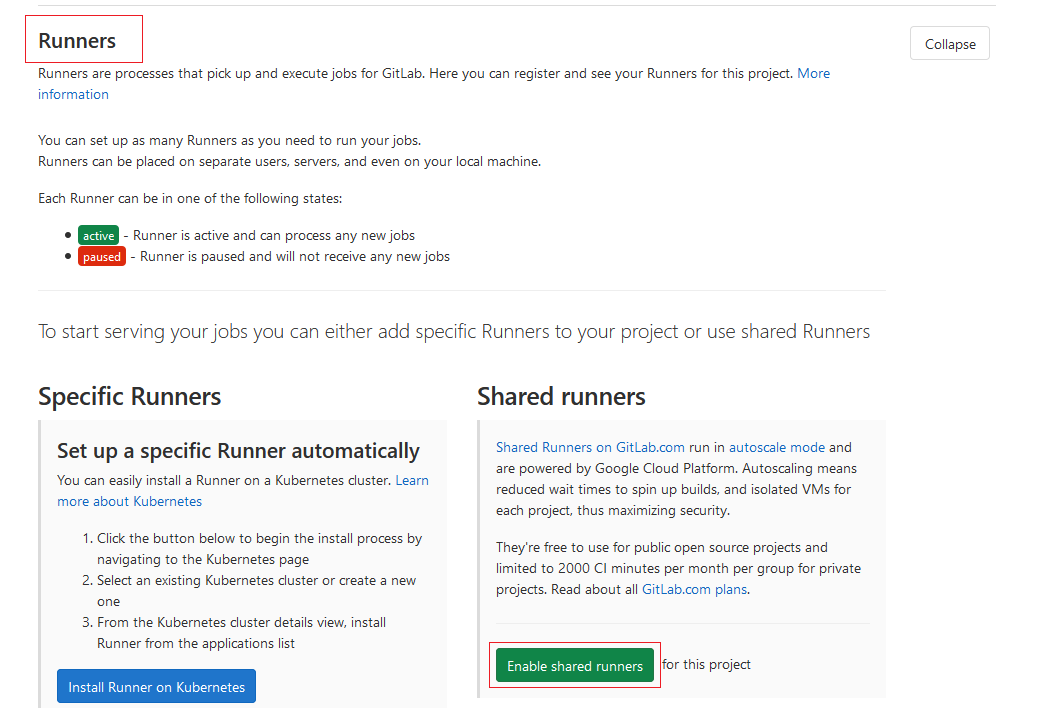 Runners
Collapse
Runners are processes that pick up and execute jobs for GitLab. Here you can register and see your Runners for this project. More
information
You can set up as many Runners as you need to run your jobs.
Runners can be placed on separate users, servers, and even on your local machine.
Each Runner can be in one of the following states:
• active - Runner is active and can process any new jobs
• paused - Runner is paused and will not receive any new jobs
To start serving your jobs you can either add specific Runners to your project or use shared Runners
Specific Runners
Set up a specific Runner automatically
You can easily install a Runner on a Kubernetes cluster. Learn
more about Kubernetes
1. Click the button below to begin the install process by
navigating to the Kubernetes page
2. Select an existing Kubernetes cluster or create a new
one
3. From the Kubernetes cluster details view, install
Runner from the applications list
Install Runner on Kubernetes
Shared runners
Shared Runners on GitLab.com run in autoscale mode and
are powered by Google Cloud Platform. Autoscaling means
reduced wait times to spin up builds, and isolated VMs for
each project, thus maximizing security.
They're free to use for public open source projects and
limited to 2000 CI minutes per month per group for private
projects. Read about all GitLab.com plans.
Enable shared runners for this project